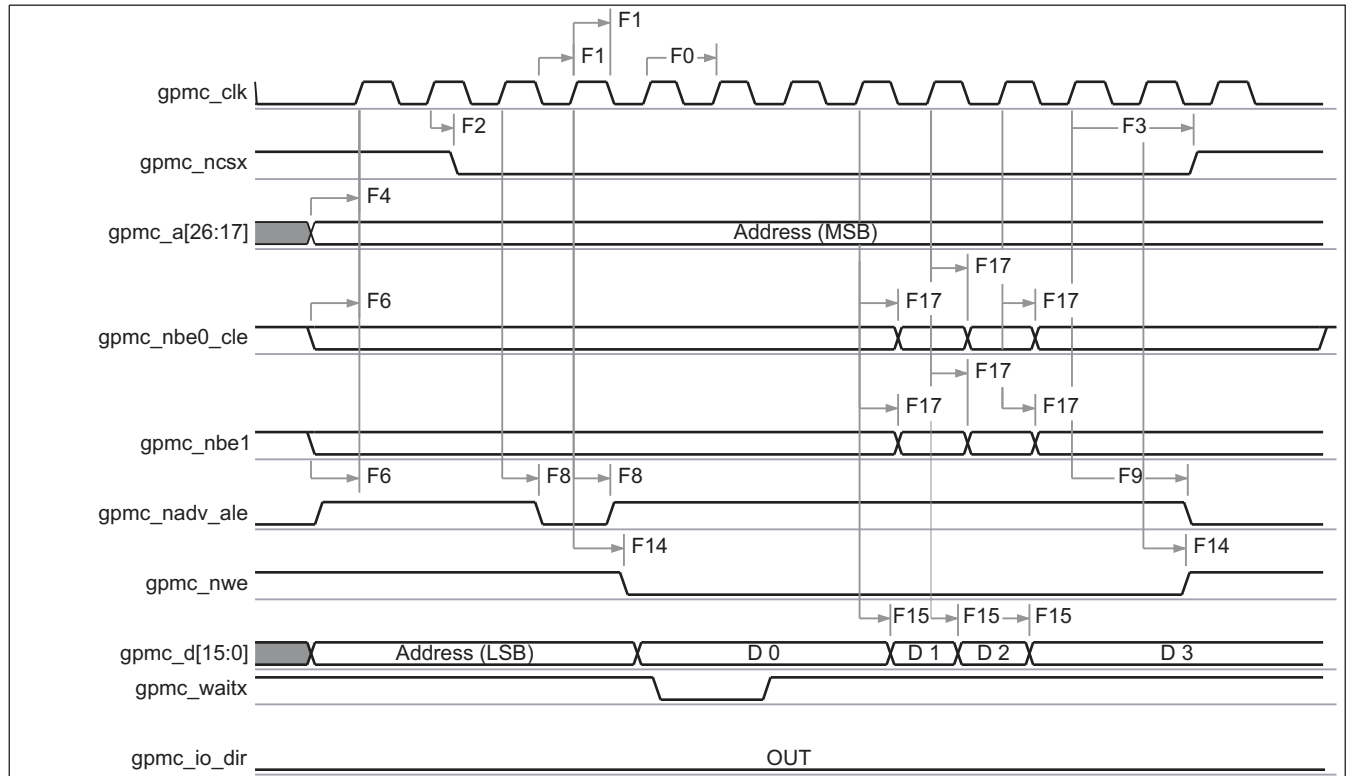 F1
F1 F0
gpmc_clk
F2 F3
gpmc_ncsx
F4
gpmc_a[26:17] Address (MSB)
F17
F6 F17 F17
gpmc_nbe0_cle
F17
F17 F17
gpmc_nbe1
F6 F8 F8 F9
gpmc_nadv_ale
F14 F14
gpmc_nwe
F15 F15 F15
gpmc_d[15:0] Address (LSB) D 0 D 1 D 2 D 3
gpmc_waitx
gpmc_io_dir OUT